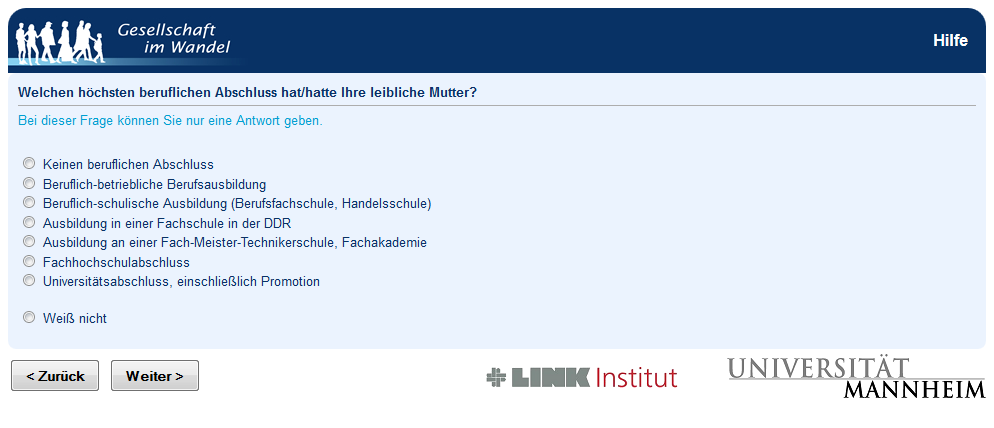 Gesellschaft
im Wandel
Hilfe
Welchen höchsten beruflichen Abschluss hat/hatte Ihre leibliche Mutter?
Bei dieser Frage können Sie nur eine Antwort geben.
Keinen beruflichen Abschluss
Beruflich-betriebliche Berufsausbildung
Beruflich-schulische Ausbildung (Berufsfachschule, Handelsschule)
Ausbildung in einer Fachschule in der DDR
Ausbildung an einer Fach-Meister-Technikerschule, Fachakademie
Fachhochschulabschluss
Universitätsabschluss, einschließlich Promotion
Weiß nicht
< Zurück
Weiter >
LINK Institut
UNIVERSITÄT
MANNHEIM